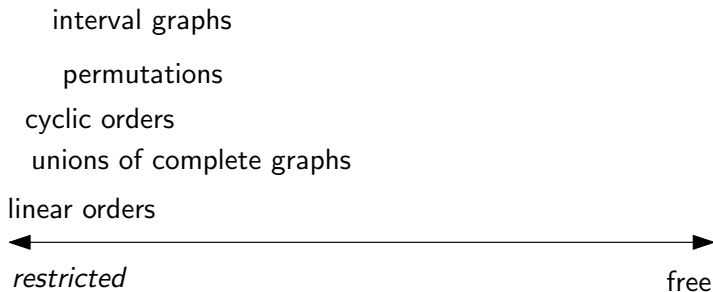 interval graphs
permutations
cyclic orders
unions of complete graphs
linear orders
restricted
free